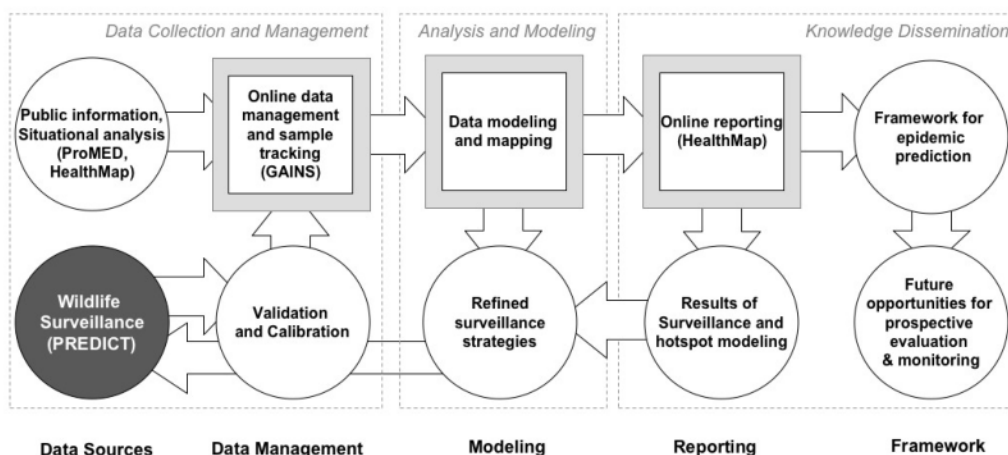 Data Collection and Management
Analysis and Modeling
Knowledge Dissemination
Public information,
Situational analysis
(ProMED,
HealthMap)
Online data
management
and sample
tracking
(GAINS)
Data modeling
and mapping
Online reporting
(HealthMap)
Framework for
epidemic
prediction
Wildlife
Surveillance
(PREDICT)
Validation
and Calibration
Refined
surveillance
strategies
Results of
Surveillance and
hotspot modeling
Future
opportunities for
prospective
evaluation
& monitoring
Data Sources
Data Management
Modeling
Reporting
Framework